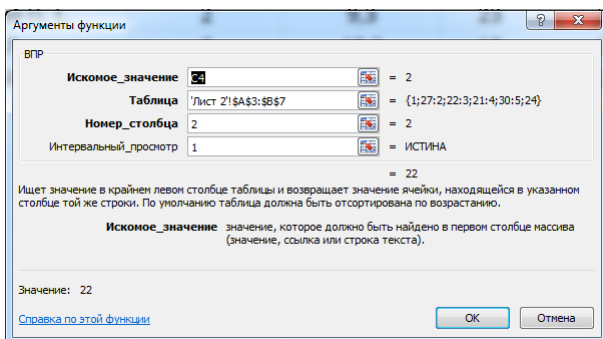 Аргументы функции
ВПР
Искомое_значение C4 = 2
Таблица 'Лист 2'!$A$3:$B$7 = {1;27:2;22:3;21:4;30:5;24}
Номер_столбца 2 = 2
Интервальный_просмотр 1 = ИСТИНА
= 22
Ищет значение в крайнем левом столбце таблицы и возвращает значение ячейки, находящейся в указанном
столбце той же строки. По умолчанию таблица должна быть отсортирована по возрастанию.
Искомое_значение значение, которое должно быть найдено в первом столбце массива
(значение, ссылка или строка текста).
Значение: 22
Справка по этой функции OK Отмена